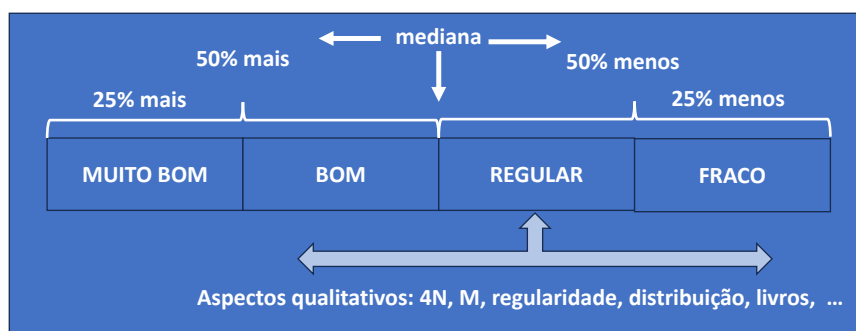 mediana
50% mais
50% menos
25% mais
25% menos
MUITO BOM
BOM
REGULAR
FRACO
Aspectos qualitativos: 4N, M, regularidade, distribuição, livros, ...